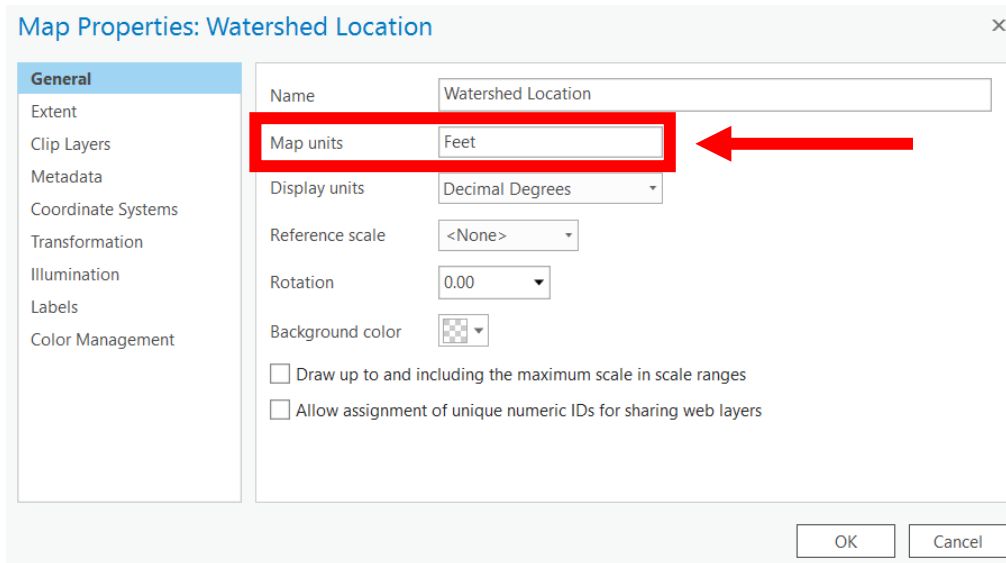 Map Properties: Watershed Location
General
Extent
Clip Layers
Metadata
Coordinate Systems
Transformation
Illumination
Labels
Color Management
Name Watershed Location
Map units Feet
Display units Decimal Degrees
Reference scale <None>
Rotation 0.00
Background color
Draw up to and including the maximum scale in scale ranges
Allow assignment of unique numeric IDs for sharing web layers
OK Cancel